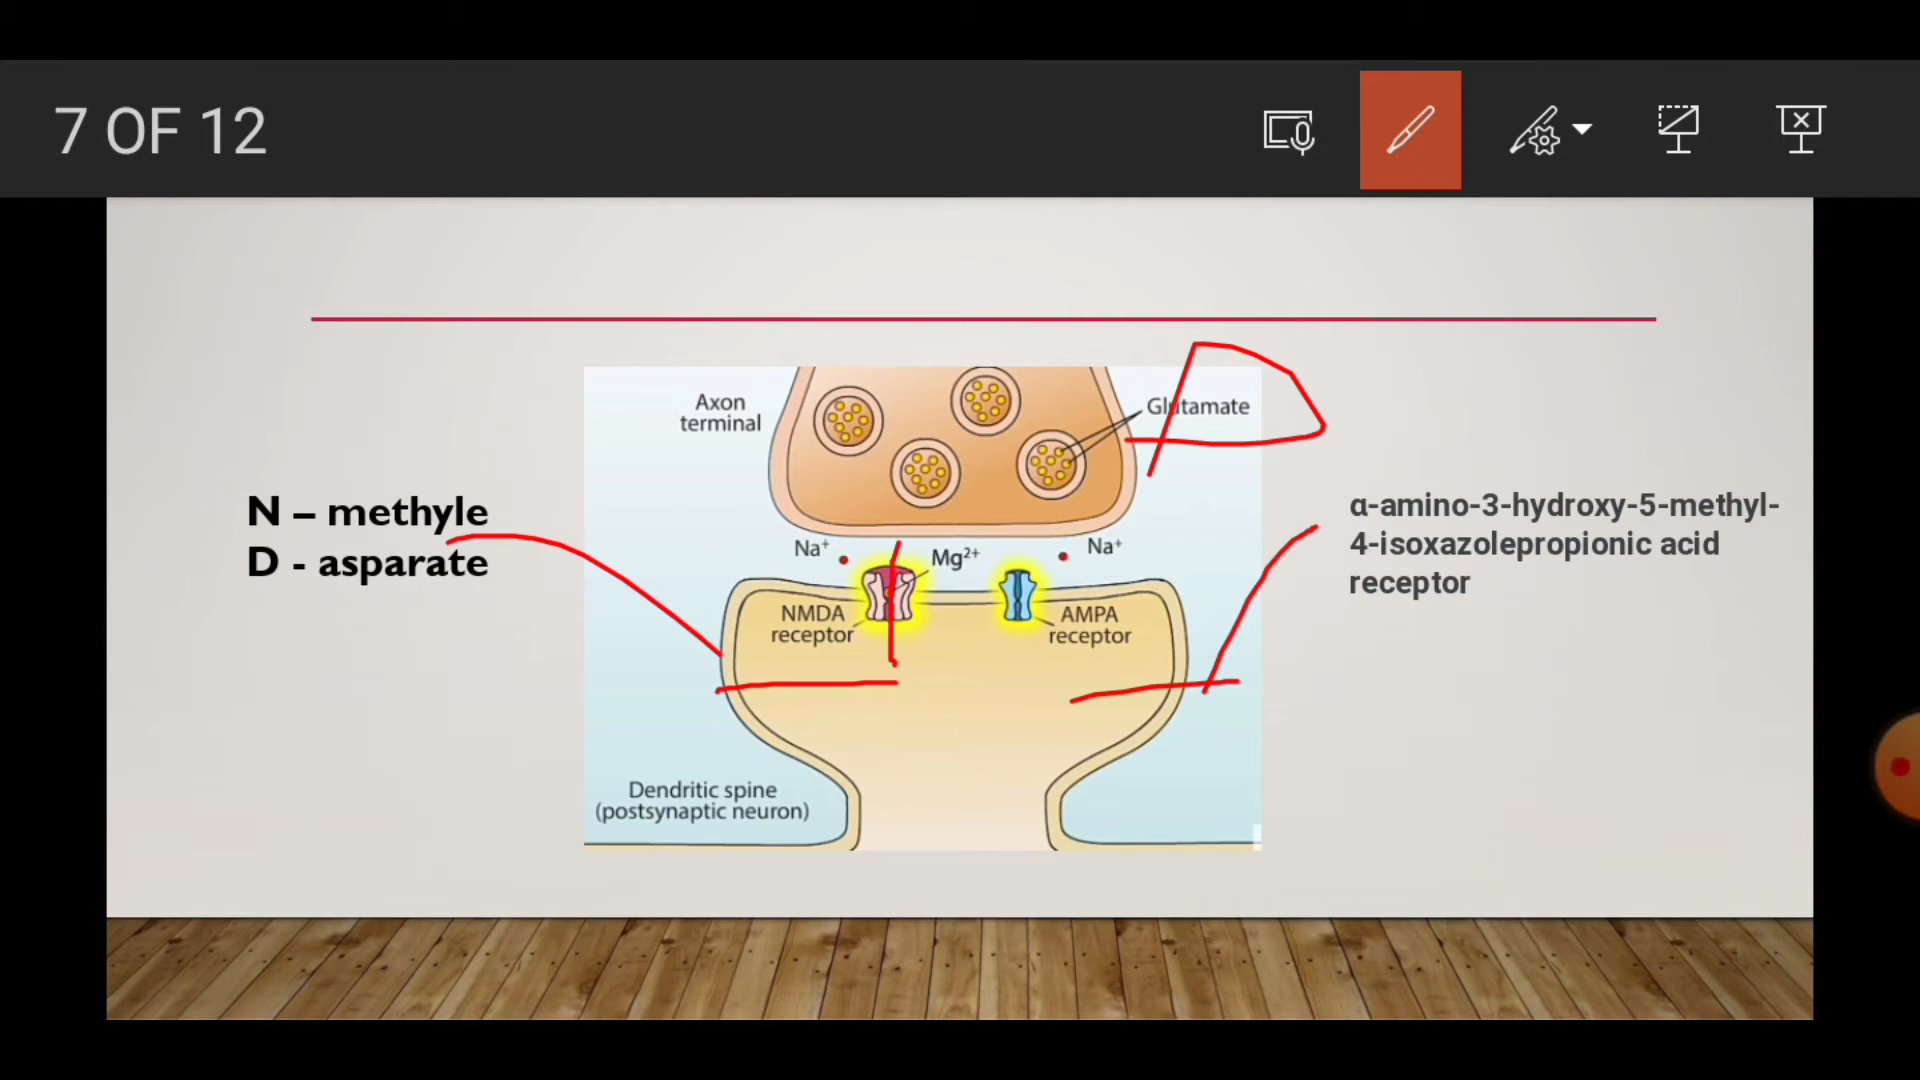 7 OF 12
Axon
terminal
Glutamate
N – methyle
D - asparate
α-amino-3-hydroxy-5-methyl-
4-isoxazolepropionic acid
receptor
Na⁺
Mg²⁺
Na⁺
NMDA
receptor
AMPA
receptor
Dendritic spine
(postsynaptic neuron)